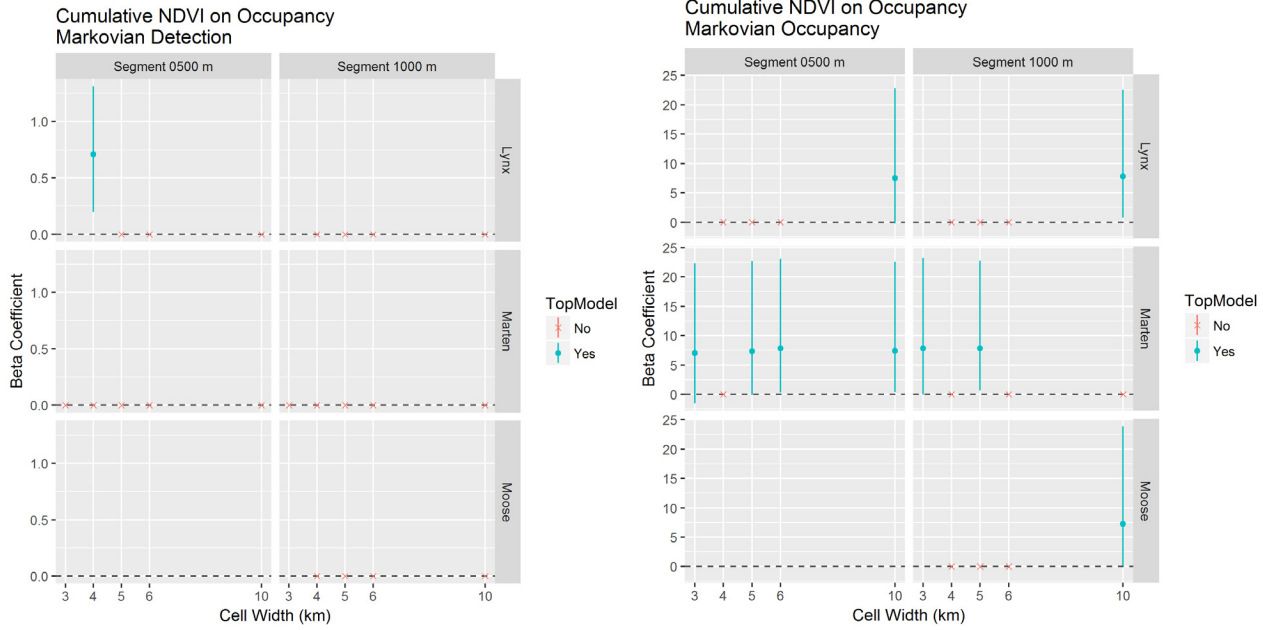 Cumulative NDVI on Occupancy
Markovian Detection
Segment 0500 m
Segment 1000 m
1.0
0.5
0.0
Lynx
1.0
0.5
0.0
Marten
1.0
0.5
0.0
Moose
Beta Coefficient
3 4 5 6 10
3 4 5 6 10
Cell Width (km)
TopModel
No
Yes
Cumulative NDVI on Occupancy
Markovian Occupancy
Segment 0500 m
Segment 1000 m
25
20
15
10
5
0
Lynx
25
20
15
10
5
0
Marten
25
20
15
10
5
0
Moose
Beta Coefficient
3 4 5 6 10
3 4 5 6 10
Cell Width (km)
TopModel
No
Yes